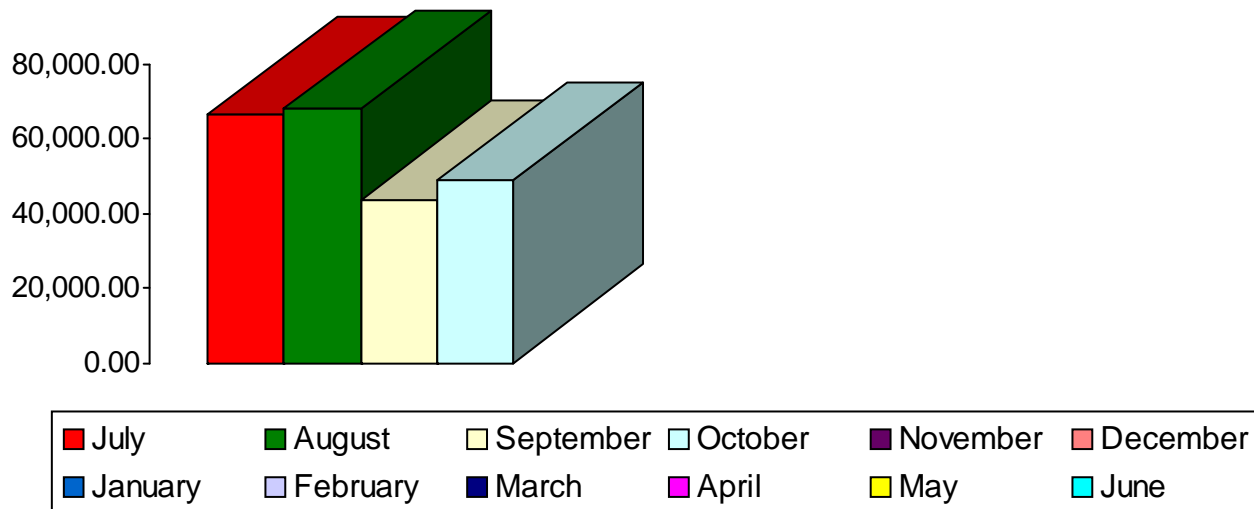 80,000.00
60,000.00
40,000.00
20,000.00
0.00
July August September October November December
January February March April May June